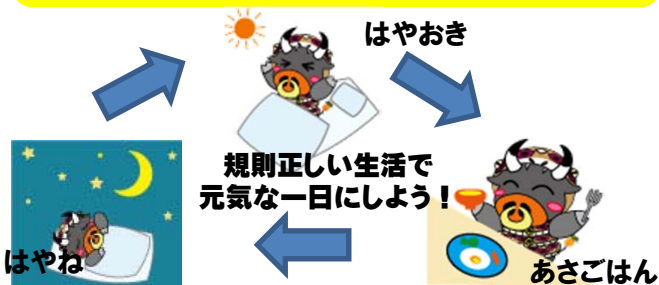 はやおき
規則正しい生活で
元気な一日にしよう！
はやね
あさごはん